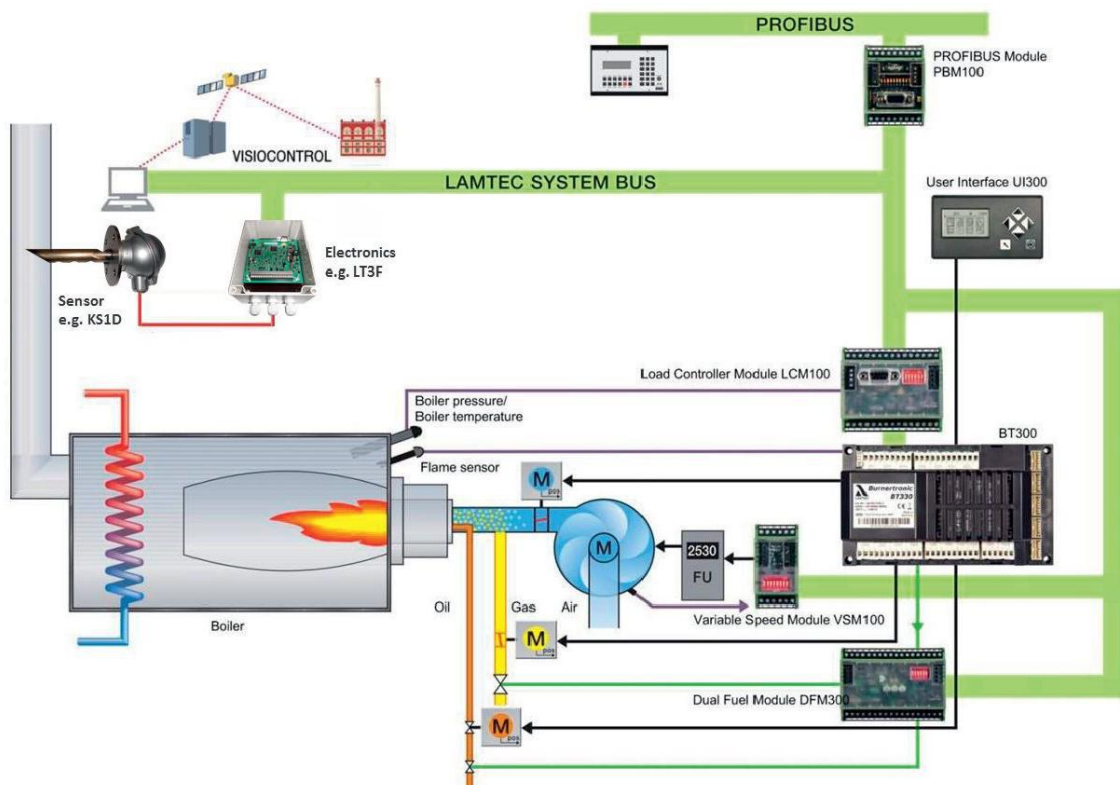 PROFIBUS
PROFIBUS Module
PBM100
VISIOCONTROL
LAMTEC SYSTEM BUS
User Interface UI300
Electronics
e.g. LT3F
Sensor
e.g. KS1D
Load Controller Module LCM100
Boiler pressure/
Boiler temperature
BT300
Flame sensor
M
pos
LAMTEC
Burnertronic
BT330
CE
M
2530
FU
Oil
Gas
Air
Variable Speed Module VSM100
Boiler
M
pos
Dual Fuel Module DFM300
M
pos